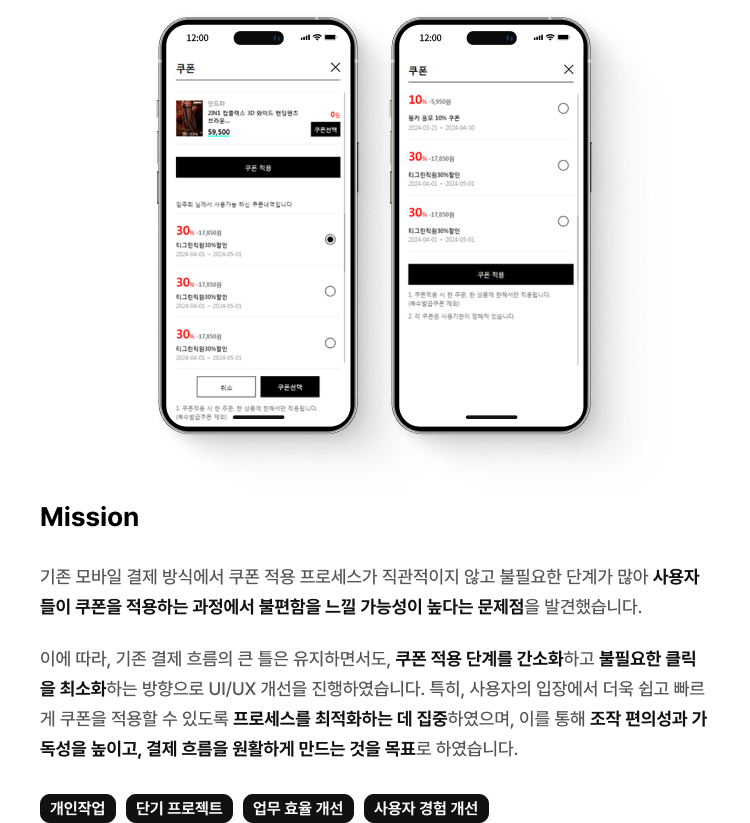 12:00
쿠폰
안드라
2IN1 컴플렉스 3D 와이드 밴딩팬츠
브라운...
59,500
0원
쿠폰선택
쿠폰 적용
님께서 사용가능 하신 쿠폰내역입니다
30% -17,850원
티그린직원30%할인
2024-04-01 ~ 2024-05-01
30% -17,850원
티그린직원30%할인
2024-04-01 ~ 2024-05-01
30% -17,850원
티그린직원30%할인
2024-04-01 ~ 2024-05-01
취소
쿠폰선택
1. 쿠폰적용 시 한 주문, 한 상품에 한해서만 적용됩니다.
(복수발급쿠폰 제외)
12:00
쿠폰
10% -5,950원
10% 쿠폰
2024-03-21 ~ 2024-04-30
30% -17,850원
티그린직원30%할인
2024-04-01 ~ 2024-05-01
30% -17,850원
티그린직원30%할인
2024-04-01 ~ 2024-05-01
쿠폰 적용
1. 쿠폰적용 시 한 주문, 한 상품에 한해서만 적용됩니다.
(복수발급쿠폰 제외)
2. 각 쿠폰은 사용기한이 정해져 있습니다.
Mission
기존 모바일 결제 방식에서 쿠폰 적용 프로세스가 직관적이지 않고 불필요한 단계가 많아 사용자
들이 쿠폰을 적용하는 과정에서 불편함을 느낄 가능성이 높다는 문제점을 발견했습니다.
이에 따라, 기존 결제 흐름의 큰 틀은 유지하면서도, 쿠폰 적용 단계를 간소화하고 불필요한 클릭
을 최소화하는 방향으로 UI/UX 개선을 진행하였습니다. 특히, 사용자의 입장에서 더욱 쉽고 빠르
게 쿠폰을 적용할 수 있도록 프로세스를 최적화하는 데 집중하였으며, 이를 통해 조작 편의성과 가
독성을 높이고, 결제 흐름을 원활하게 만드는 것을 목표로 하였습니다.
개인작업
단기 프로젝트
업무 효율 개선
사용자 경험 개선